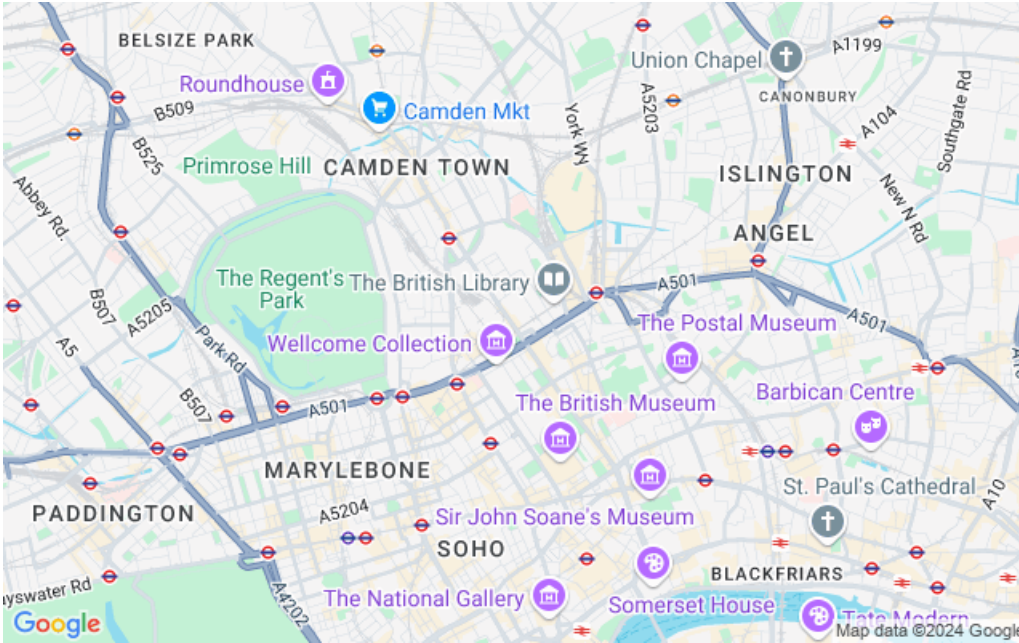 BELSIZE PARK
Union Chapel
A1199
Roundhouse
CANONBURY
B509
Camden Mkt
York WY
A5203
A104
Southgate Rd
B525
Primrose Hill
CAMDEN TOWN
ISLINGTON
Abbey Rd.
New N Rd
ANGEL
The Regent's
Park
The British Library
A501
B507
A5205
A5
Park Rd
Wellcome Collection
The Postal Museum
A501
B507
A501
The British Museum
Barbican Centre
MARYLEBONE
PADDINGTON
A5204
Sir John Soane's Museum
St. Paul's Cathedral
A10
SOHO
BLACKFRIARS
yswater Rd
A4202
The National Gallery
Somerset House
Tate Modern
Google
Map data ©2024 Google